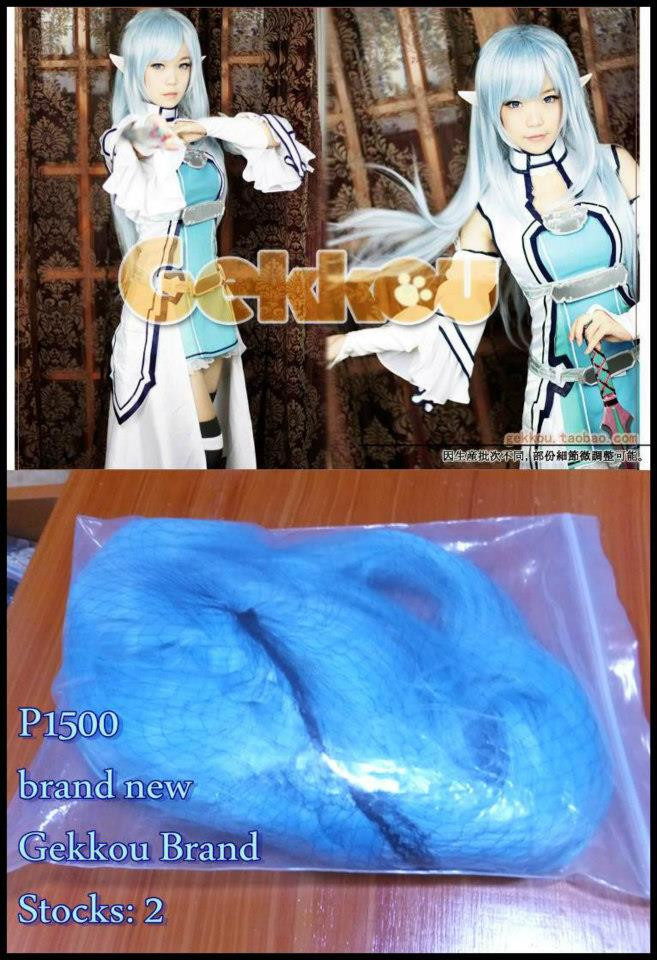 Gekkou
gekkou.taobao.com
因生產批次不同，部份細節微調整可能。
P1500
brand new
Gekkou Brand
Stocks: 2